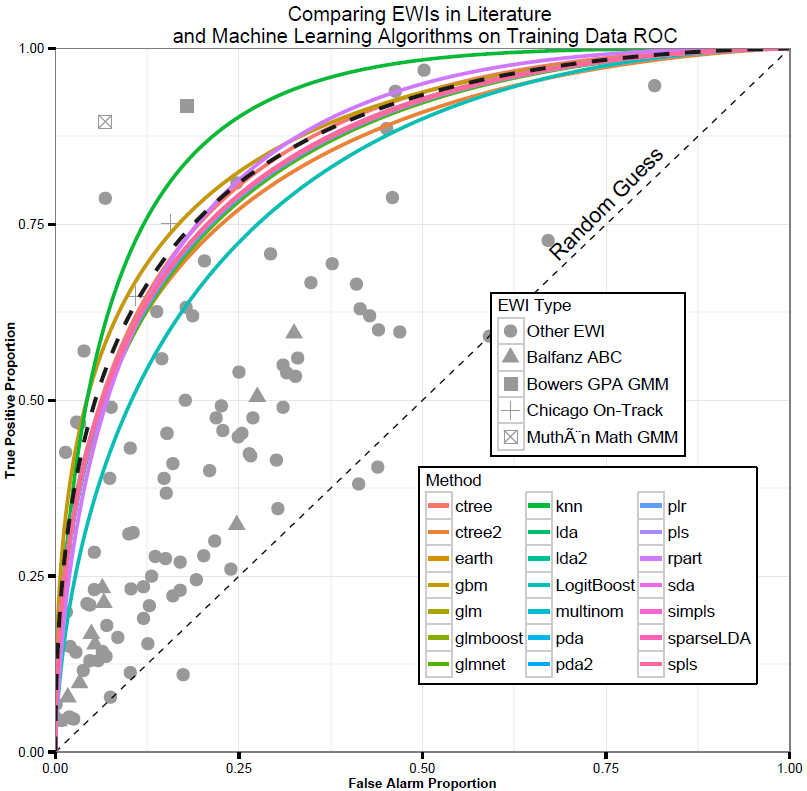 Comparing EWIs in Literature
and Machine Learning Algorithms on Training Data ROC
1.00
0.75
0.50
0.25
0.00
True Positive Proportion
Random Guess
EWI Type
Other EWI
Balfanz ABC
Bowers GPA GMM
Chicago On-Track
MuthÃ¨n Math GMM
Method
ctree knn plr
ctree2 lda pls
earth lda2 rpart
gbm LogitBoost sda
glm multinom simpls
glmboost pda sparseLDA
glmnet pda2 spls
0.00 0.25 0.50 0.75 1.00
False Alarm Proportion